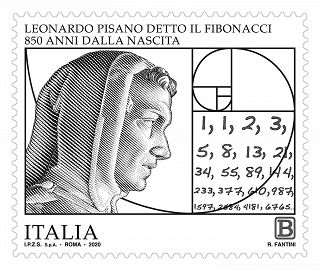 LEONARDO PISANO DETTO IL FIBONACCI
850 ANNI DALLA NASCITA
1, 1, 2, 3,
5, 8, 13, 21,
34, 55, 89, 144,
233, 377, 610, 987,
1597, 2584, 4181, 6765...
ITALIA
B
I.P.Z.S. S.p.A. - ROMA - 2020
R. FANTINI